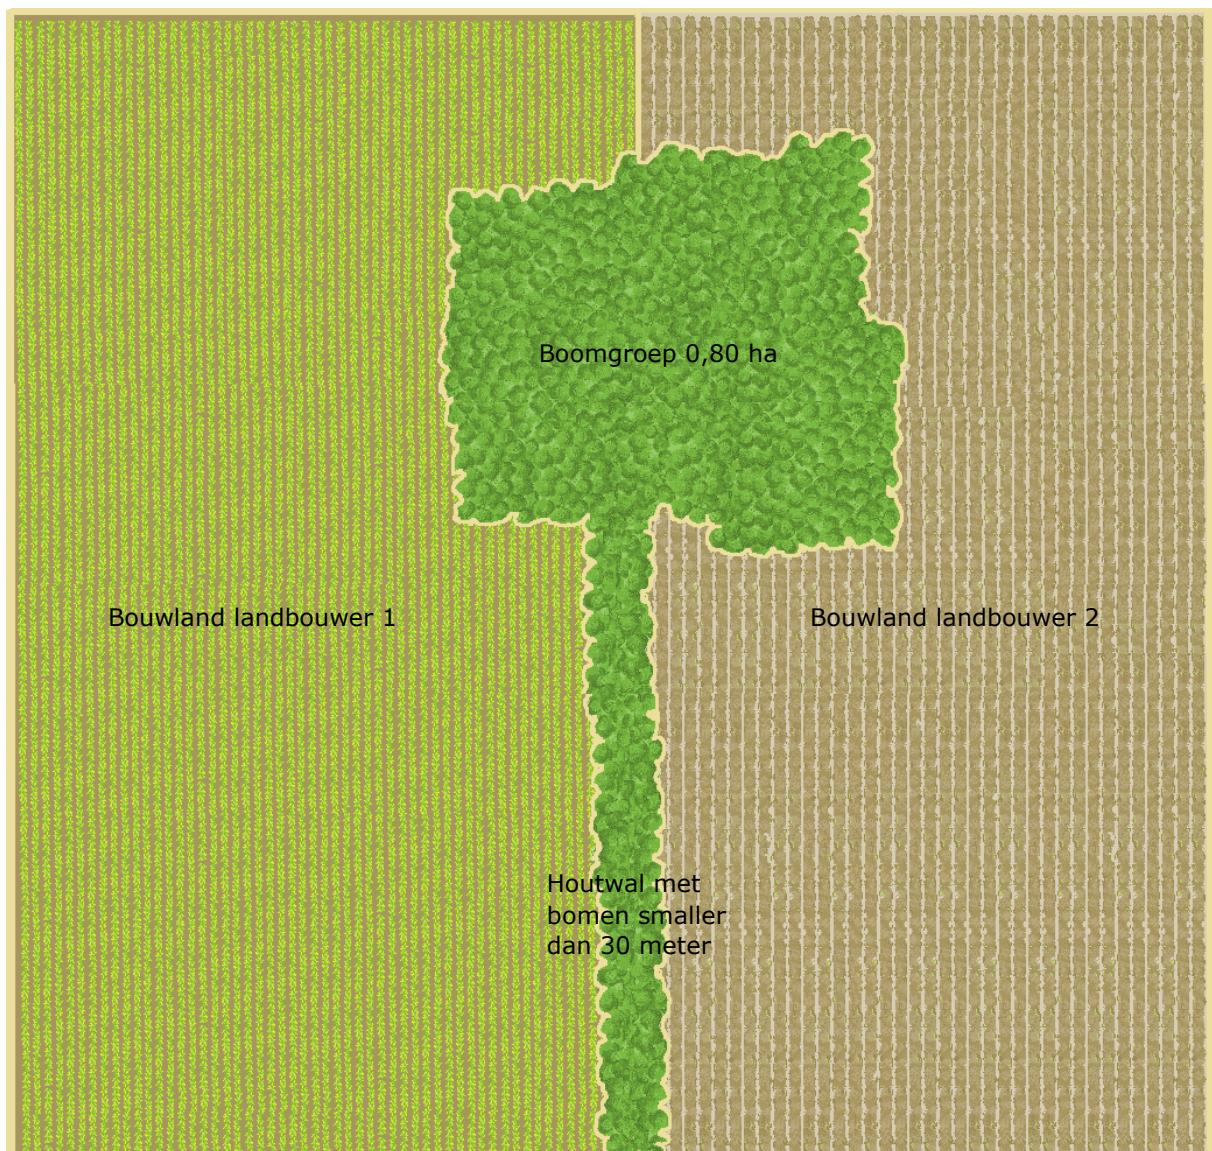 Boomgroep 0,80 ha
Bouwland landbouwer 1
Bouwland landbouwer 2
Houtwal met
bomen smaller
dan 30 meter